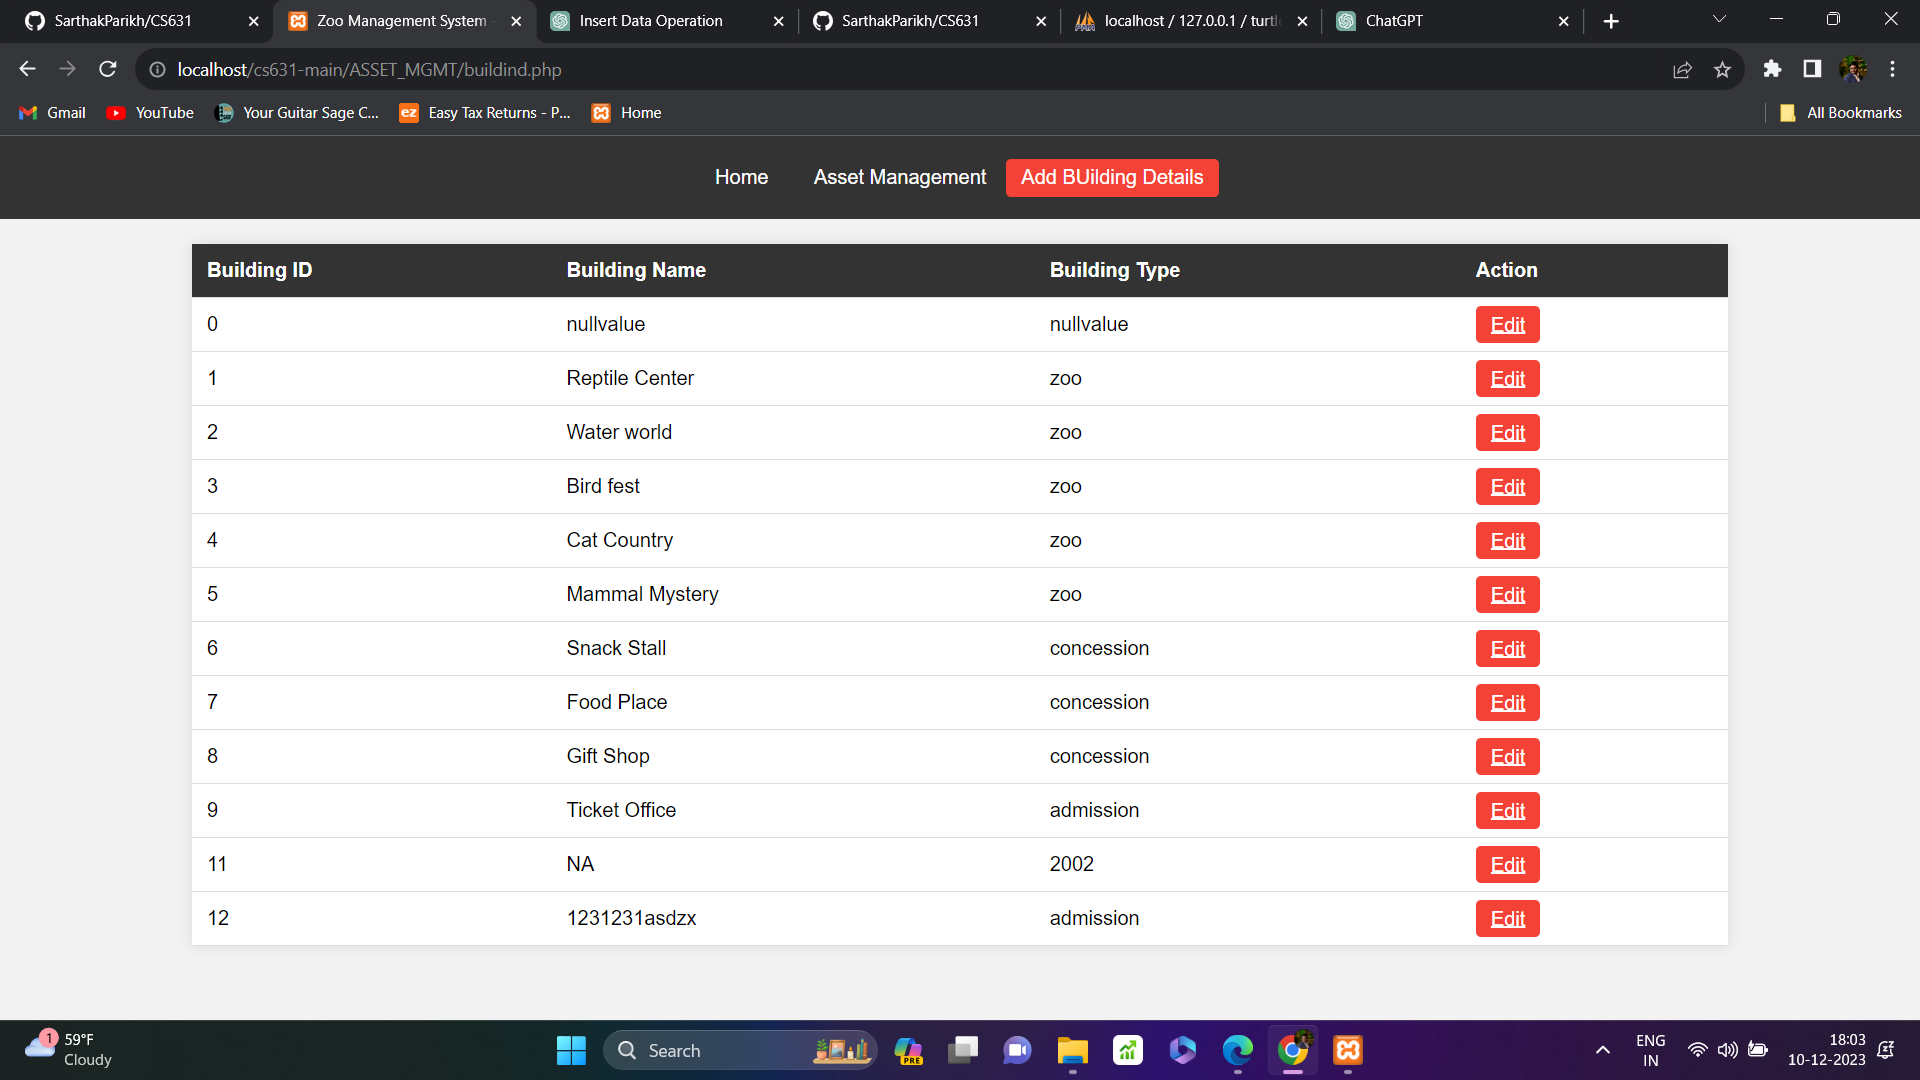 SarthakParikh/CS631 Zoo Management System Insert Data Operation SarthakParikh/CS631 localhost / 127.0.0.1 / turtl ChatGPT
localhost/cs631-main/ASSET_MGMT/buildind.php
Gmail YouTube Your Guitar Sage C... ez Easy Tax Returns - P... Home All Bookmarks
Home Asset Management Add BUilding Details
Building ID Building Name Building Type Action
0 nullvalue nullvalue Edit
1 Reptile Center zoo Edit
2 Water world zoo Edit
3 Bird fest zoo Edit
4 Cat Country zoo Edit
5 Mammal Mystery zoo Edit
6 Snack Stall concession Edit
7 Food Place concession Edit
8 Gift Shop concession Edit
9 Ticket Office admission Edit
11 NA 2002 Edit
12 1231231asdzx admission Edit
1 59°F
Cloudy
Search
PRE
ENG
IN
18:03
10-12-2023